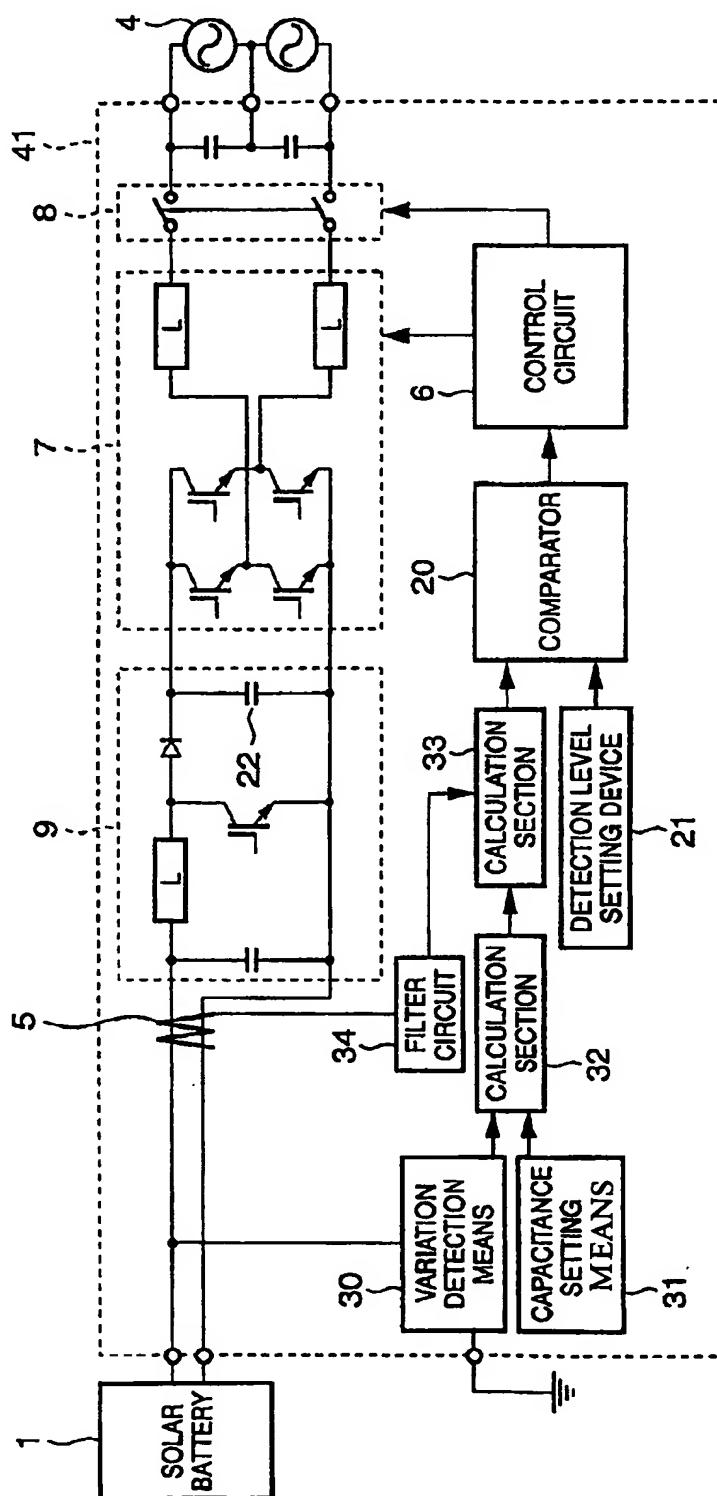 1
SOLAR
BATTERY
5
9
L
22
7
L
L
8
41
4
30
VARIATION
DETECTION
MEANS
CAPACITANCE
SETTING
MEANS
31
34
FILTER
CIRCUIT
CALCULATION
SECTION
32
CALCULATION
SECTION
33
DETECTION LEVEL
SETTING DEVICE
21
20
COMPARATOR
6
CONTROL
CIRCUIT